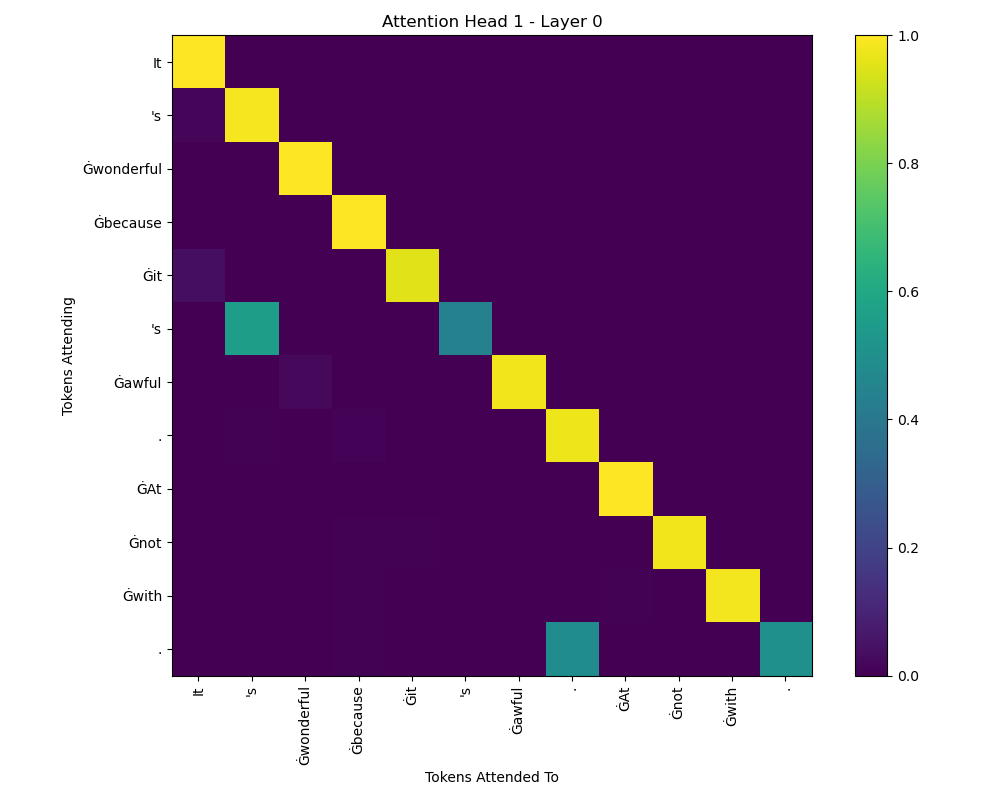 Attention Head 1 - Layer 0
It
's
Ġwonderful
Ġbecause
Ġit
's
Ġawful
.
ĠAt
Ġnot
Ġwith
.
Tokens Attending
It
's
Ġwonderful
Ġbecause
Ġit
's
Ġawful
.
ĠAt
Ġnot
Ġwith
.
Tokens Attended To
1.0
0.8
0.6
0.4
0.2
0.0